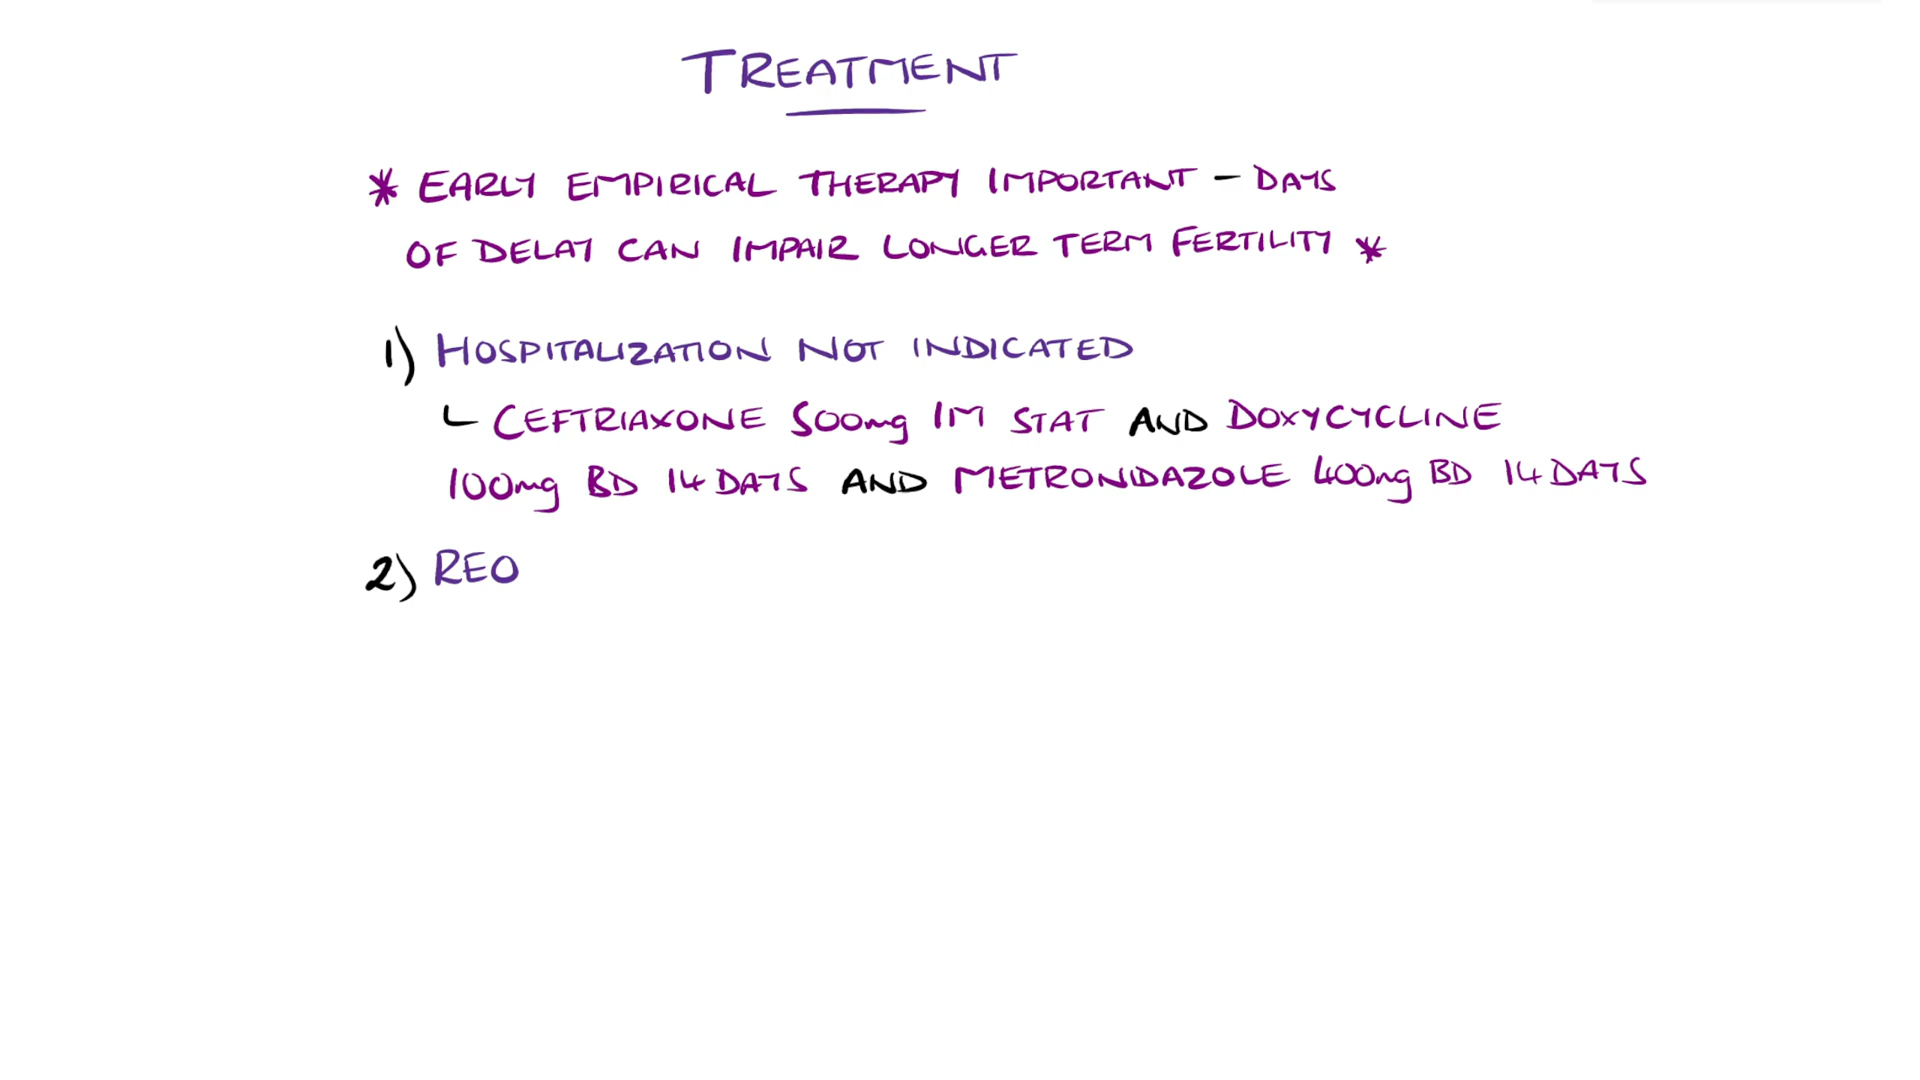 TREATMENT
* EARLY EMPIRICAL THERAPY IMPORTANT - DAYS
OF DELAY CAN IMPAIR LONGER TERM FERTILITY *
1) HOSPITALIZATION NOT INDICATED
CEFTRIAXONE 500mg IM STAT AND DOXYCYCLINE
100mg BD 14 DAYS AND METRONIDAZOLE 400mg BD 14 DAYS
2) REO